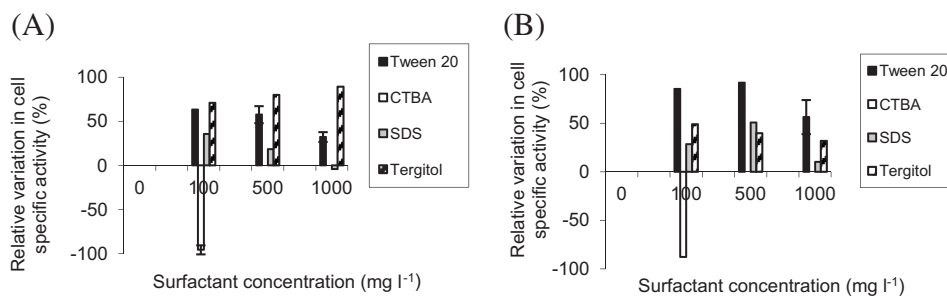 (A)
Relative variation in cell
specific activity (%)
100
50
0
-50
-100
0
100
500
1000
Surfactant concentration (mg l-1)
Tween 20
CTBA
SDS
Tergitol
(B)
Relative variation in cell
specific activity (%)
100
50
0
-50
-100
0
100
500
1000
Surfactant concentration (mg l-1)
Tween 20
CTBA
SDS
Tergitol